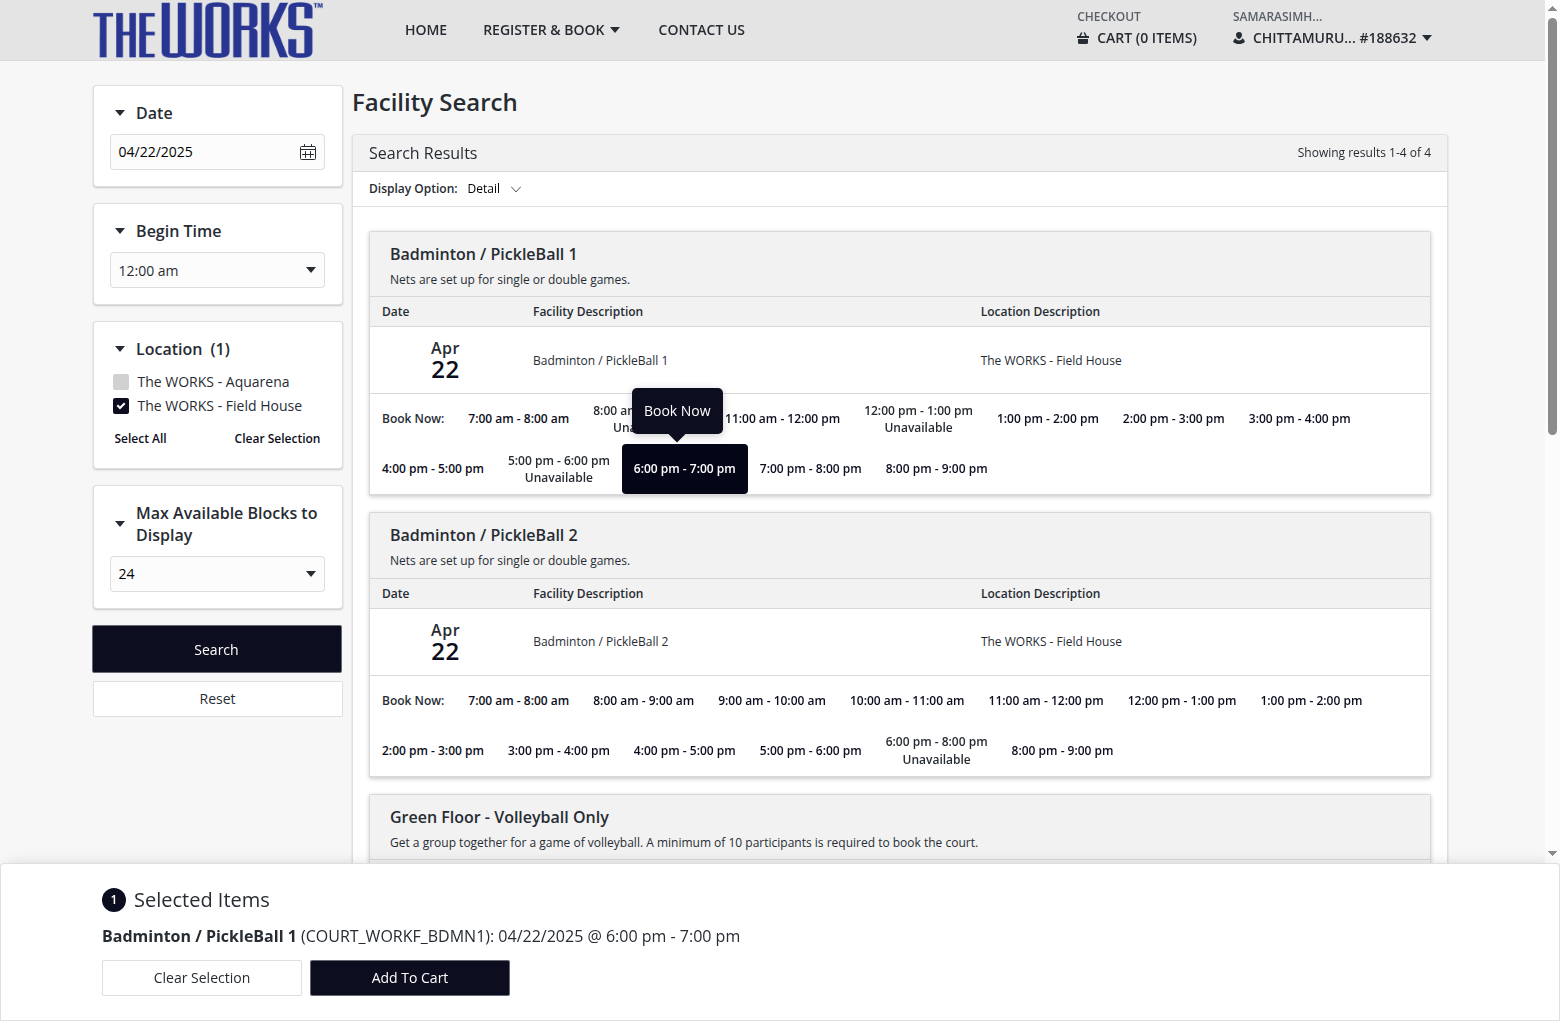 THE WORKS™
HOME
REGISTER & BOOK
CONTACT US
CHECKOUT
CART (0 ITEMS)
SAMARASIMH...
CHITTAMURU... #188632
Date
04/22/2025
Begin Time
12:00 am
Location (1)
The WORKS - Aquarena
The WORKS - Field House
Select All
Clear Selection
Max Available Blocks to
Display
24
Search
Reset
Facility Search
Search Results
Showing results 1-4 of 4
Display Option: Detail
Badminton / PickleBall 1
Nets are set up for single or double games.
Date
Facility Description
Location Description
Apr
22
Badminton / PickleBall 1
The WORKS - Field House
Book Now
Book Now:
7:00 am - 8:00 am
8:00 a
Una
11:00 am - 12:00 pm
12:00 pm - 1:00 pm
Unavailable
1:00 pm - 2:00 pm
2:00 pm - 3:00 pm
3:00 pm - 4:00 pm
4:00 pm - 5:00 pm
5:00 pm - 6:00 pm
Unavailable
6:00 pm - 7:00 pm
7:00 pm - 8:00 pm
8:00 pm - 9:00 pm
Badminton / PickleBall 2
Nets are set up for single or double games.
Date
Facility Description
Location Description
Apr
22
Badminton / PickleBall 2
The WORKS - Field House
Book Now:
7:00 am - 8:00 am
8:00 am - 9:00 am
9:00 am - 10:00 am
10:00 am - 11:00 am
11:00 am - 12:00 pm
12:00 pm - 1:00 pm
1:00 pm - 2:00 pm
2:00 pm - 3:00 pm
3:00 pm - 4:00 pm
4:00 pm - 5:00 pm
5:00 pm - 6:00 pm
6:00 pm - 8:00 pm
Unavailable
8:00 pm - 9:00 pm
Green Floor - Volleyball Only
Get a group together for a game of volleyball. A minimum of 10 participants is required to book the court.
1 Selected Items
Badminton / PickleBall 1 (COURT_WORKF_BDMN1): 04/22/2025 @ 6:00 pm - 7:00 pm
Clear Selection
Add To Cart